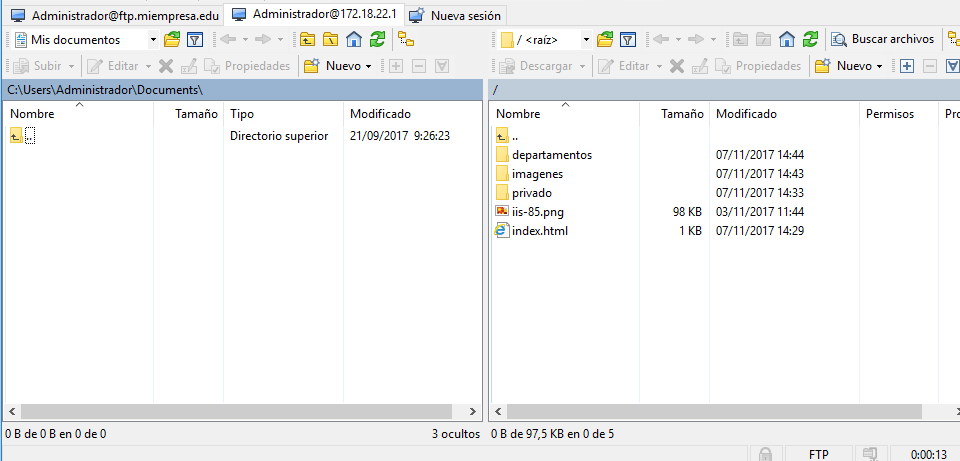 Administrador@ftp.miempresa.edu Administrador@172.18.22.1 Nueva sesión
Mis documentos / <raíz> Buscar archivos
Subir Editar Propiedades Nuevo Descargar Editar Propiedades Nuevo
C:\Users\Administrador\Documents\ /
Nombre Tamaño Tipo Modificado Nombre Tamaño Modificado Permisos Pro
.. Directorio superior 21/09/2017 9:26:23 ..
departamentos 07/11/2017 14:44
imagenes 07/11/2017 14:43
privado 07/11/2017 14:33
iis-85.png 98 KB 03/11/2017 11:44
index.html 1 KB 07/11/2017 14:29
0 B de 0 B en 0 de 0 3 ocultos 0 B de 97,5 KB en 0 de 5
FTP 0:00:13